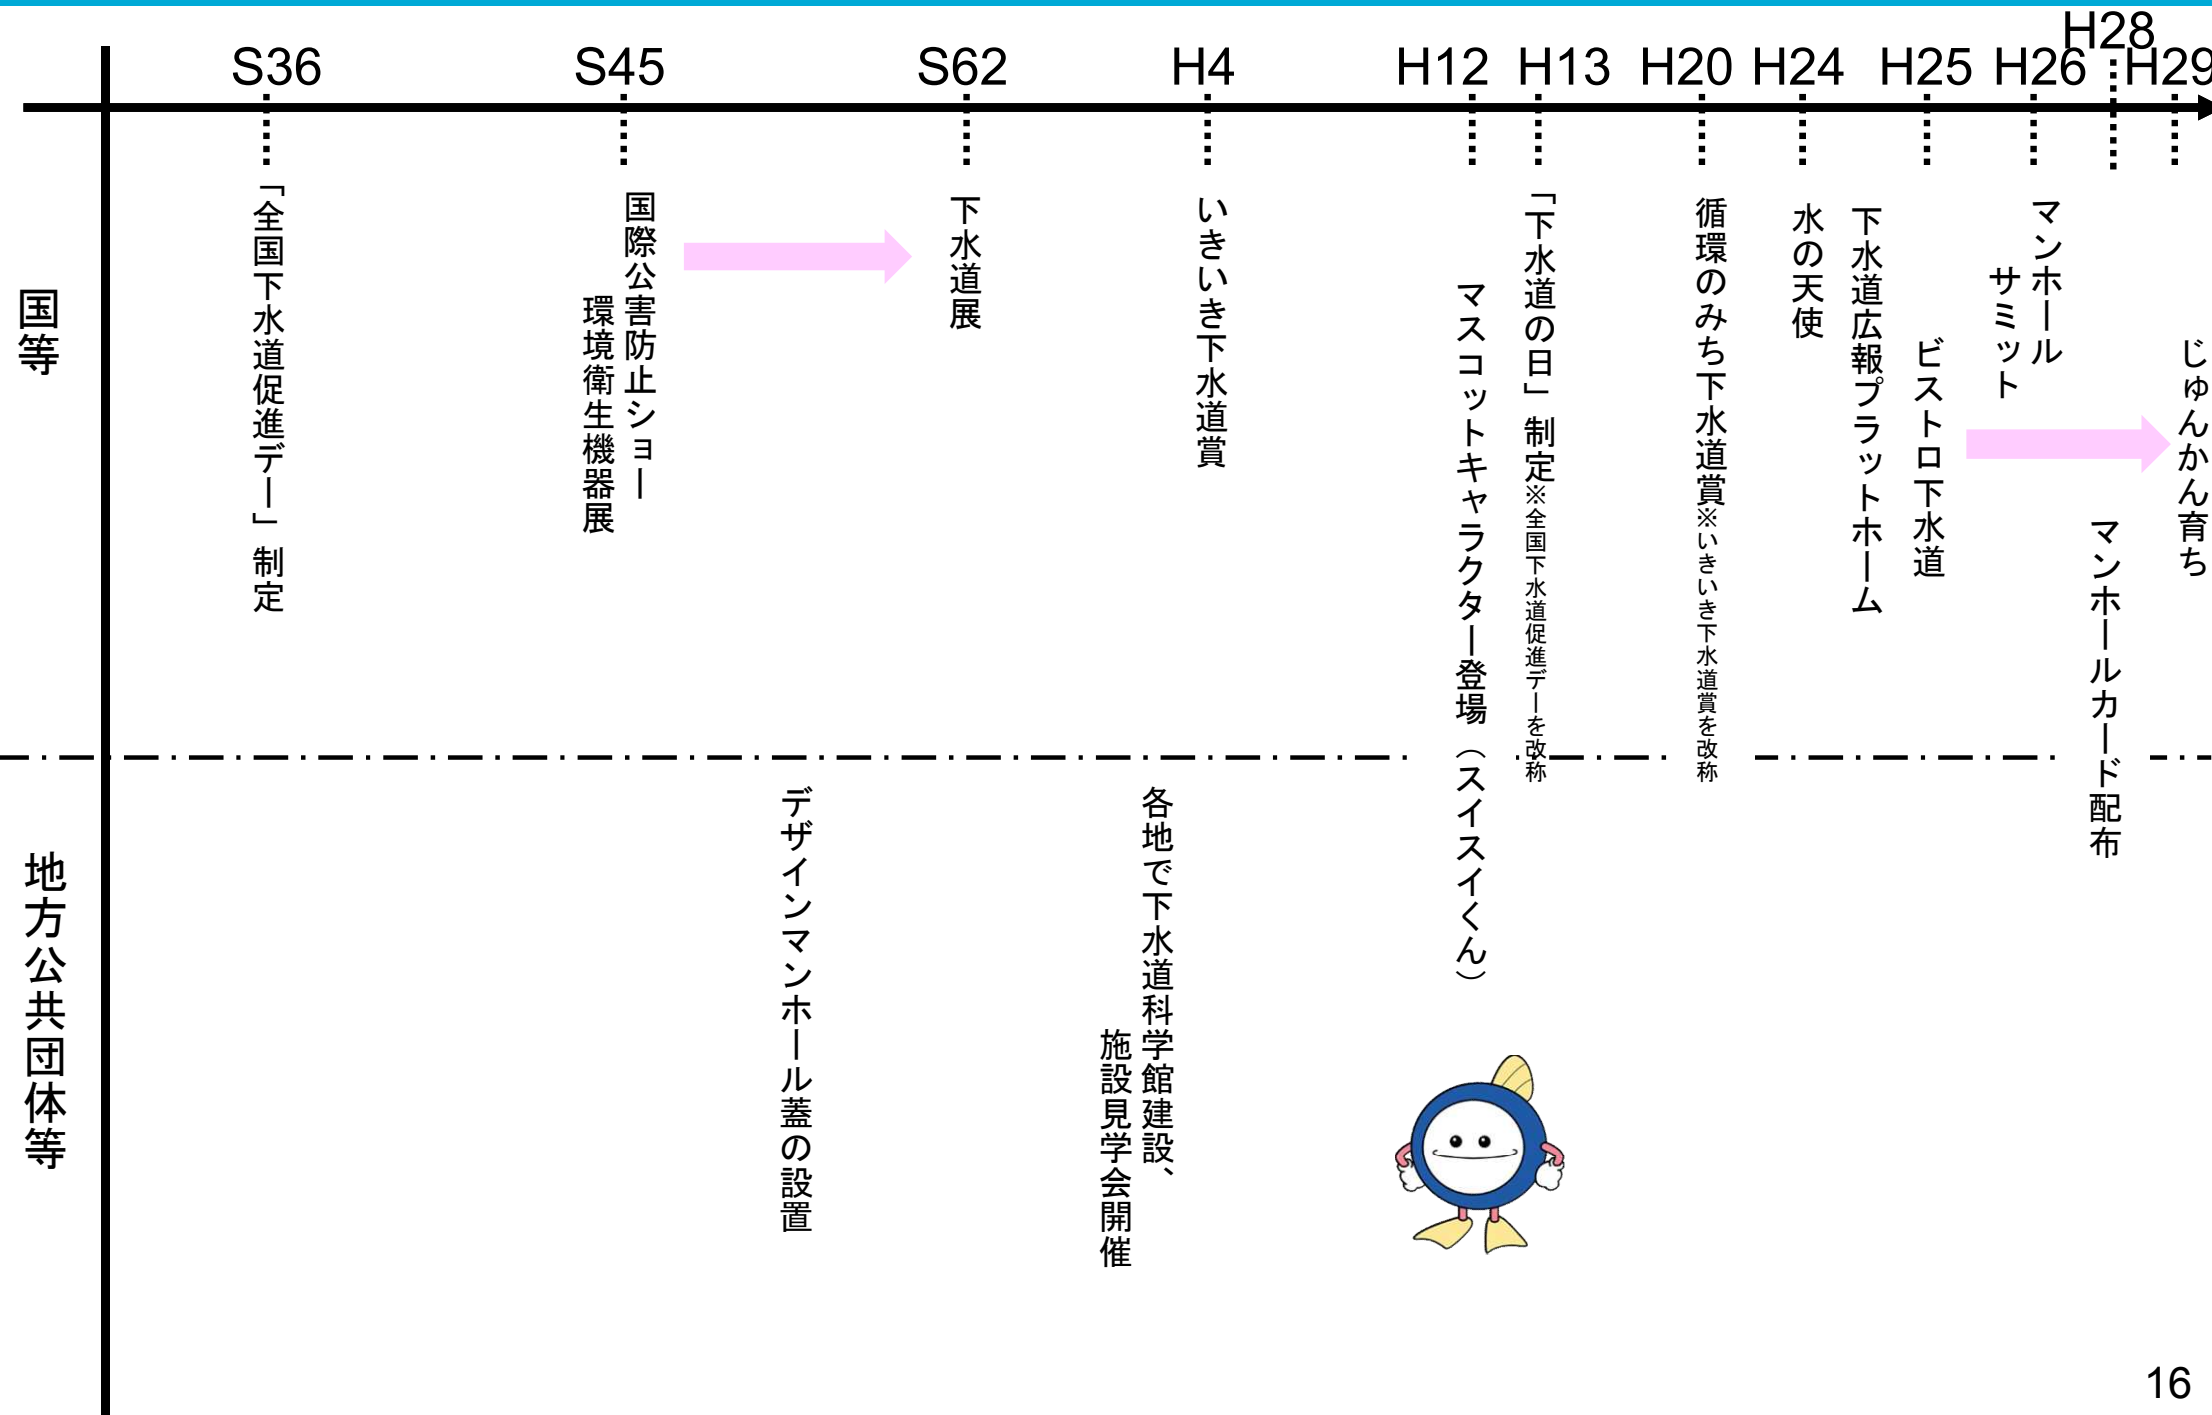 S36
S45
S62
H4
H12
H13
H20
H24
H25
H26
H28
H29
国等
「全国下水道促進デー」制定
国際公害防止ショー
環境衛生機器展
下水道展
いきいき下水道賞
マスコットキャラクター登場（スイスイくん）
「下水道の日」制定※全国下水道促進デーを改称
循環のみち下水道賞※いきいき下水道賞を改称
水の天使
下水道広報プラットホーム
ビストロ下水道
マンホール
サミット
マンホールカード配布
じゅんかん育ち
地方公共団体等
デザインマンホール蓋の設置
各地で下水道科学館建設、
施設見学会開催
16